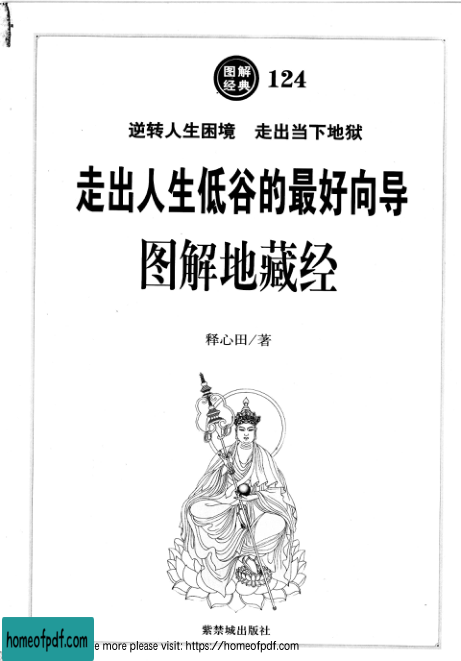 图解
经典
124
逆转人生困境 走出当下地狱
走出人生低谷的最好向导
图解地藏经
释心田/著
紫禁城出版社
homeofpdf.com
e more please visit: https://homeofpdf.com